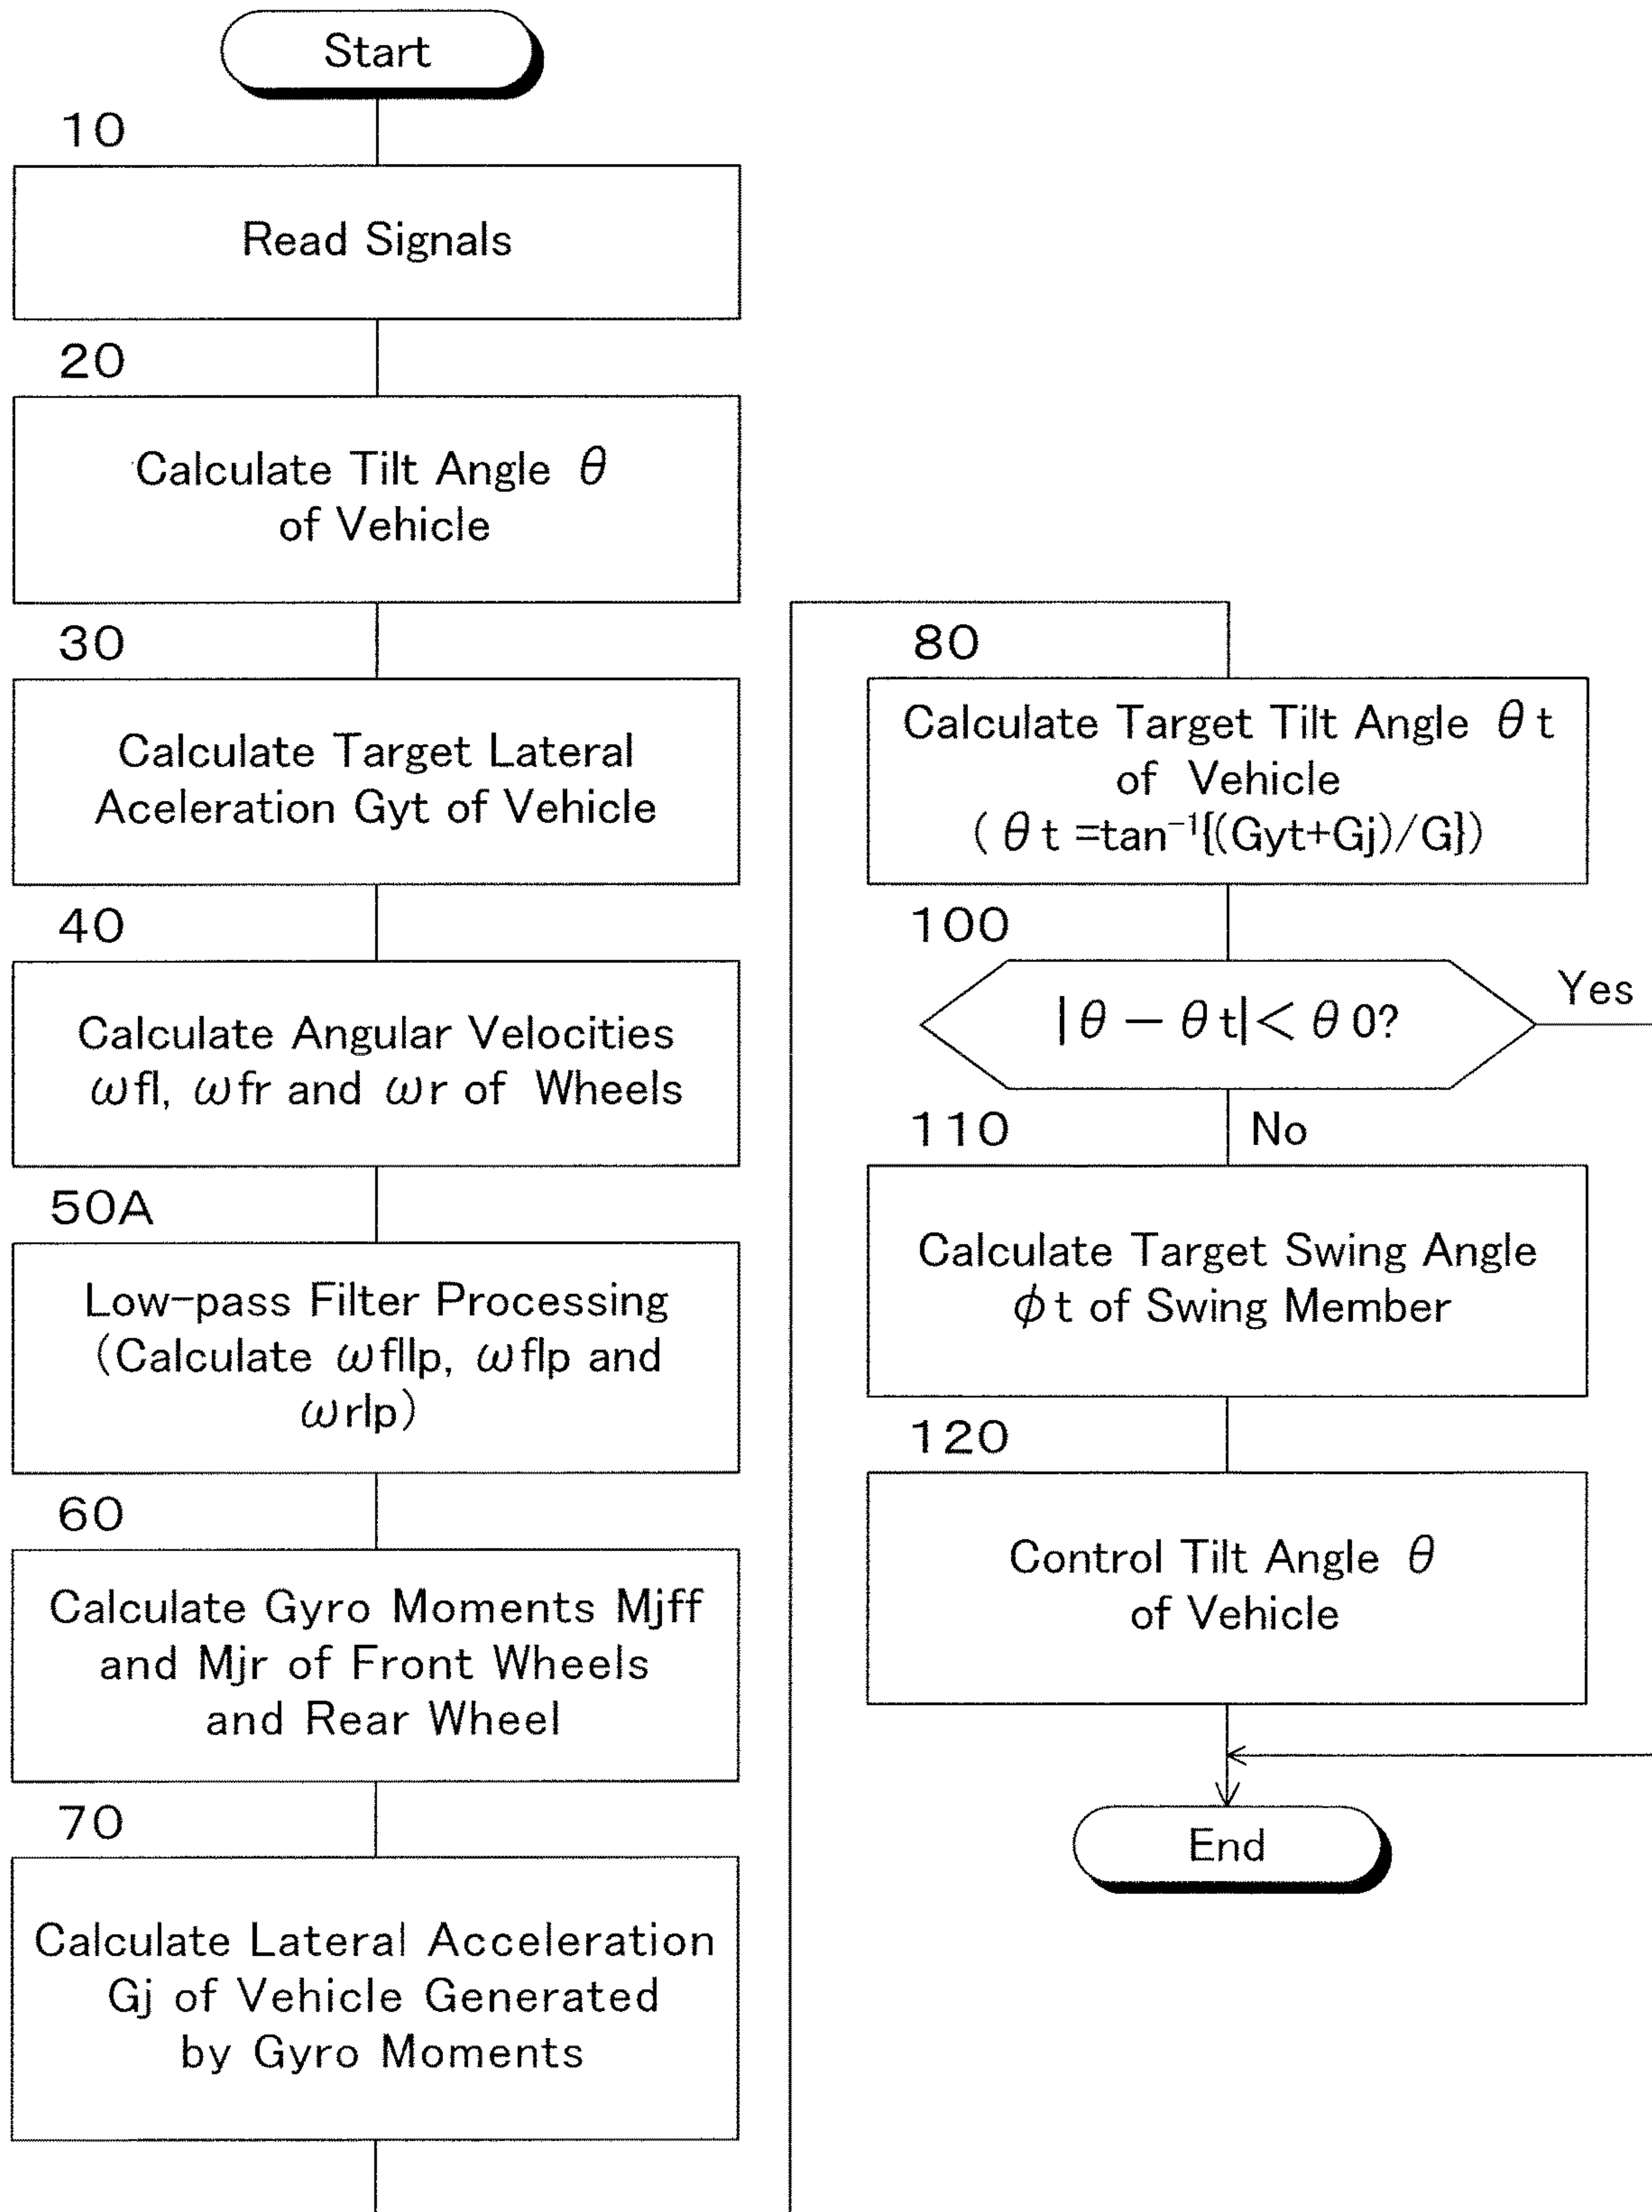 Start
10
Read Signals
20
Calculate Tilt Angle θ
of Vehicle
30
Calculate Target Lateral
Aceleration Gyt of Vehicle
40
Calculate Angular Velocities
ωfl, ωfr and ωr of Wheels
50A
Low-pass Filter Processing
(Calculate ωfllp, ωflp and
ωrlp)
60
Calculate Gyro Moments Mjff
and Mjr of Front Wheels
and Rear Wheel
70
Calculate Lateral Acceleration
Gj of Vehicle Generated
by Gyro Moments
80
Calculate Target Tilt Angle θt
of Vehicle
(θt=tan⁻¹{(Gyt+Gj)/G})
100
|θ − θt| < θ0?
Yes
No
110
Calculate Target Swing Angle
φt of Swing Member
120
Control Tilt Angle θ
of Vehicle
End